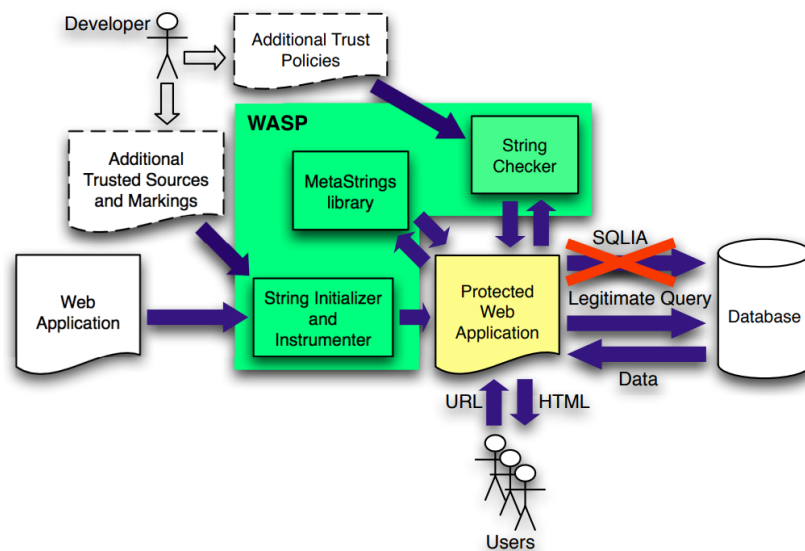 Developer
Additional Trust
Policies
WASP
Additional
Trusted Sources
and Markings
MetaStrings
library
String
Checker
SQLIA
Web
Application
String Initializer
and
Instrumenter
Protected
Web
Application
Legitimate Query
Database
Data
URL
HTML
Users